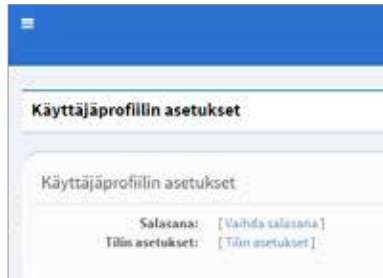 Käyttäjäprofiilin asetukset
Käyttäjäprofiilin asetukset
Salasana: [Vaihda salasana]
Tilin asetukset: [Tilin asetukset]